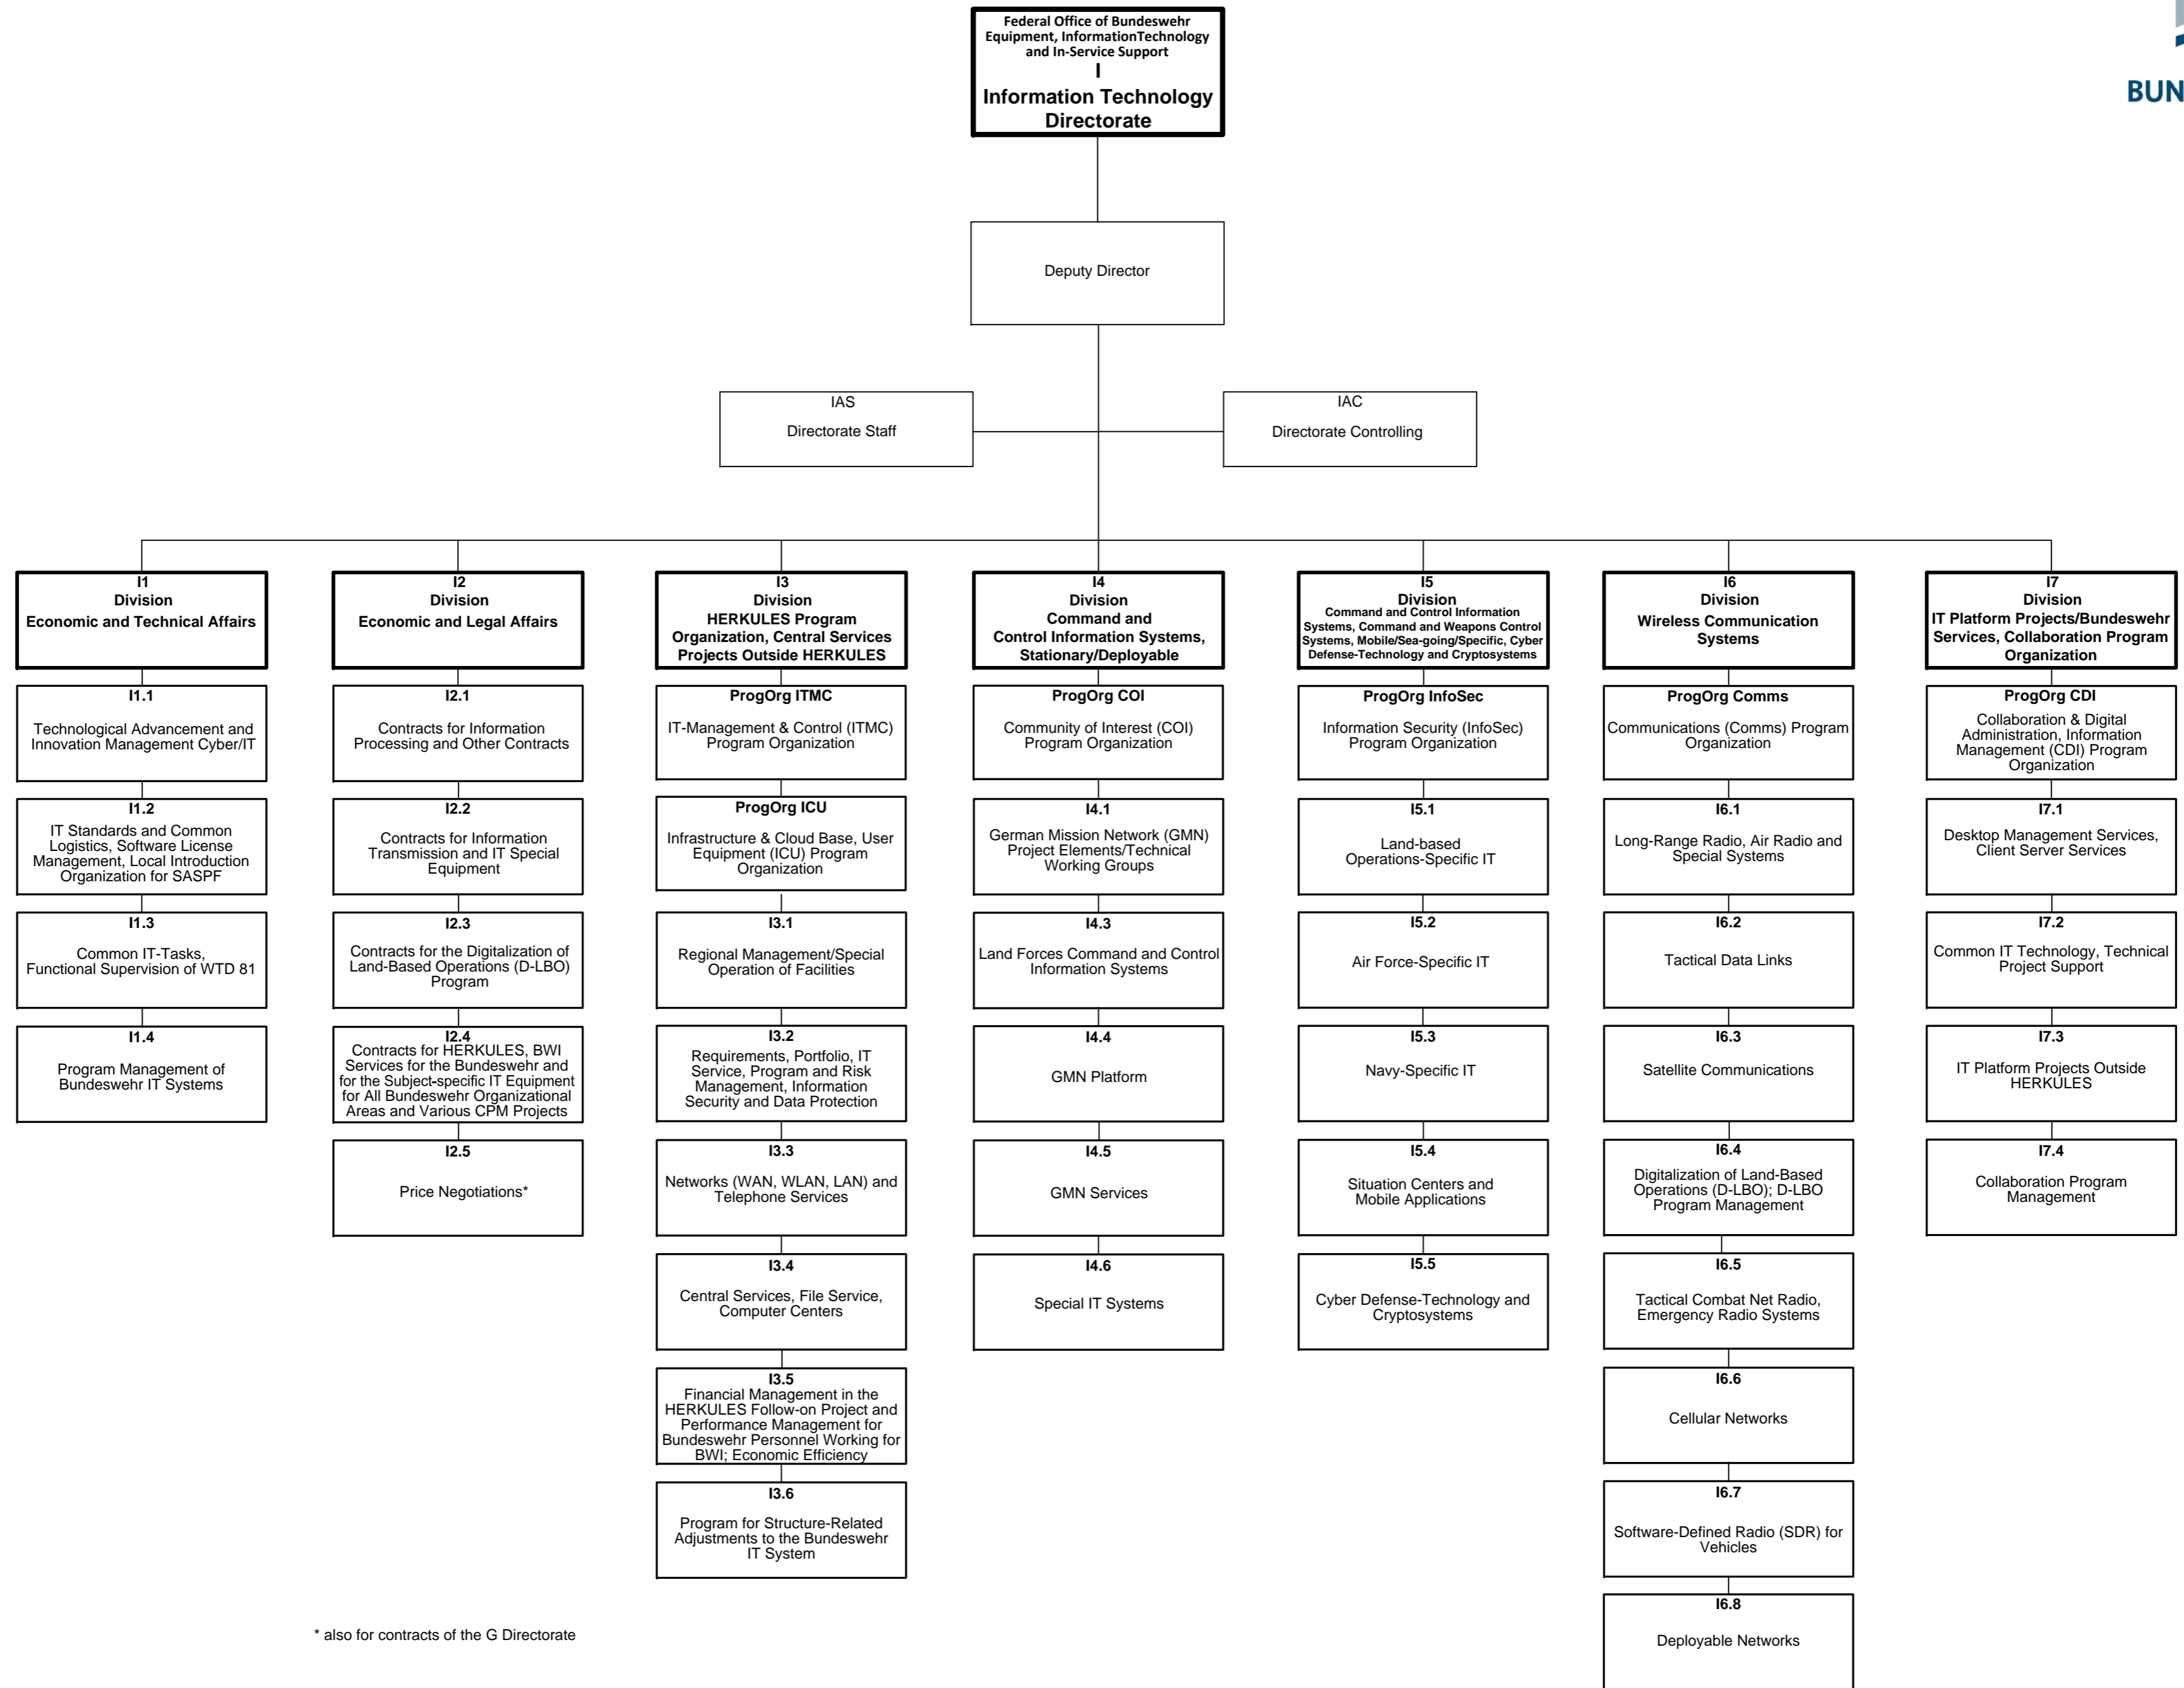 Federal Office of Bundeswehr
Equipment, InformationTechnology
and In-Service Support
I
Information Technology
Directorate
BUN
Deputy Director
IAS
Directorate Staff
IAC
Directorate Controlling
I1
Division
Economic and Technical Affairs
I1.1
Technological Advancement and
Innovation Management Cyber/IT
I1.2
IT Standards and Common
Logistics, Software License
Management, Local Introduction
Organization for SASPF
I1.3
Common IT-Tasks,
Functional Supervision of WTD 81
I1.4
Program Management of
Bundeswehr IT Systems
I2
Division
Economic and Legal Affairs
I2.1
Contracts for Information
Processing and Other Contracts
I2.2
Contracts for Information
Transmission and IT Special
Equipment
I2.3
Contracts for the Digitalization of
Land-Based Operations (D-LBO)
Program
I2.4
Contracts for HERKULES, BWI
Services for the Bundeswehr and
for the Subject-specific IT Equipment
for All Bundeswehr Organizational
Areas and Various CPM Projects
I2.5
Price Negotiations*
I3
Division
HERKULES Program
Organization, Central Services
Projects Outside HERKULES
ProgOrg ITMC
IT-Management & Control (ITMC)
Program Organization
ProgOrg ICU
Infrastructure & Cloud Base, User
Equipment (ICU) Program
Organization
I3.1
Regional Management/Special
Operation of Facilities
I3.2
Requirements, Portfolio, IT
Service, Program and Risk
Management, Information
Security and Data Protection
I3.3
Networks (WAN, WLAN, LAN) and
Telephone Services
I3.4
Central Services, File Service,
Computer Centers
I3.5
Financial Management in the
HERKULES Follow-on Project and
Performance Management for
Bundeswehr Personnel Working for
BWI; Economic Efficiency
I3.6
Program for Structure-Related
Adjustments to the Bundeswehr
IT System
I4
Division
Command and
Control Information Systems,
Stationary/Deployable
ProgOrg COI
Community of Interest (COI)
Program Organization
I4.1
German Mission Network (GMN)
Project Elements/Technical
Working Groups
I4.3
Land Forces Command and Control
Information Systems
I4.4
GMN Platform
I4.5
GMN Services
I4.6
Special IT Systems
I5
Division
Command and Control Information
Systems, Command and Weapons Control
Systems, Mobile/Sea-going/Specific, Cyber
Defense-Technology and Cryptosystems
ProgOrg InfoSec
Information Security (InfoSec)
Program Organization
I5.1
Land-based
Operations-Specific IT
I5.2
Air Force-Specific IT
I5.3
Navy-Specific IT
I5.4
Situation Centers and
Mobile Applications
I5.5
Cyber Defense-Technology and
Cryptosystems
I6
Division
Wireless Communication
Systems
ProgOrg Comms
Communications (Comms) Program
Organization
I6.1
Long-Range Radio, Air Radio and
Special Systems
I6.2
Tactical Data Links
I6.3
Satellite Communications
I6.4
Digitalization of Land-Based
Operations (D-LBO); D-LBO
Program Management
I6.5
Tactical Combat Net Radio,
Emergency Radio Systems
I6.6
Cellular Networks
I6.7
Software-Defined Radio (SDR) for
Vehicles
I6.8
Deployable Networks
I7
Division
IT Platform Projects/Bundeswehr
Services, Collaboration Program
Organization
ProgOrg CDI
Collaboration & Digital
Administration, Information
Management (CDI) Program
Organization
I7.1
Desktop Management Services,
Client Server Services
I7.2
Common IT Technology, Technical
Project Support
I7.3
IT Platform Projects Outside
HERKULES
I7.4
Collaboration Program
Management
* also for contracts of the G Directorate